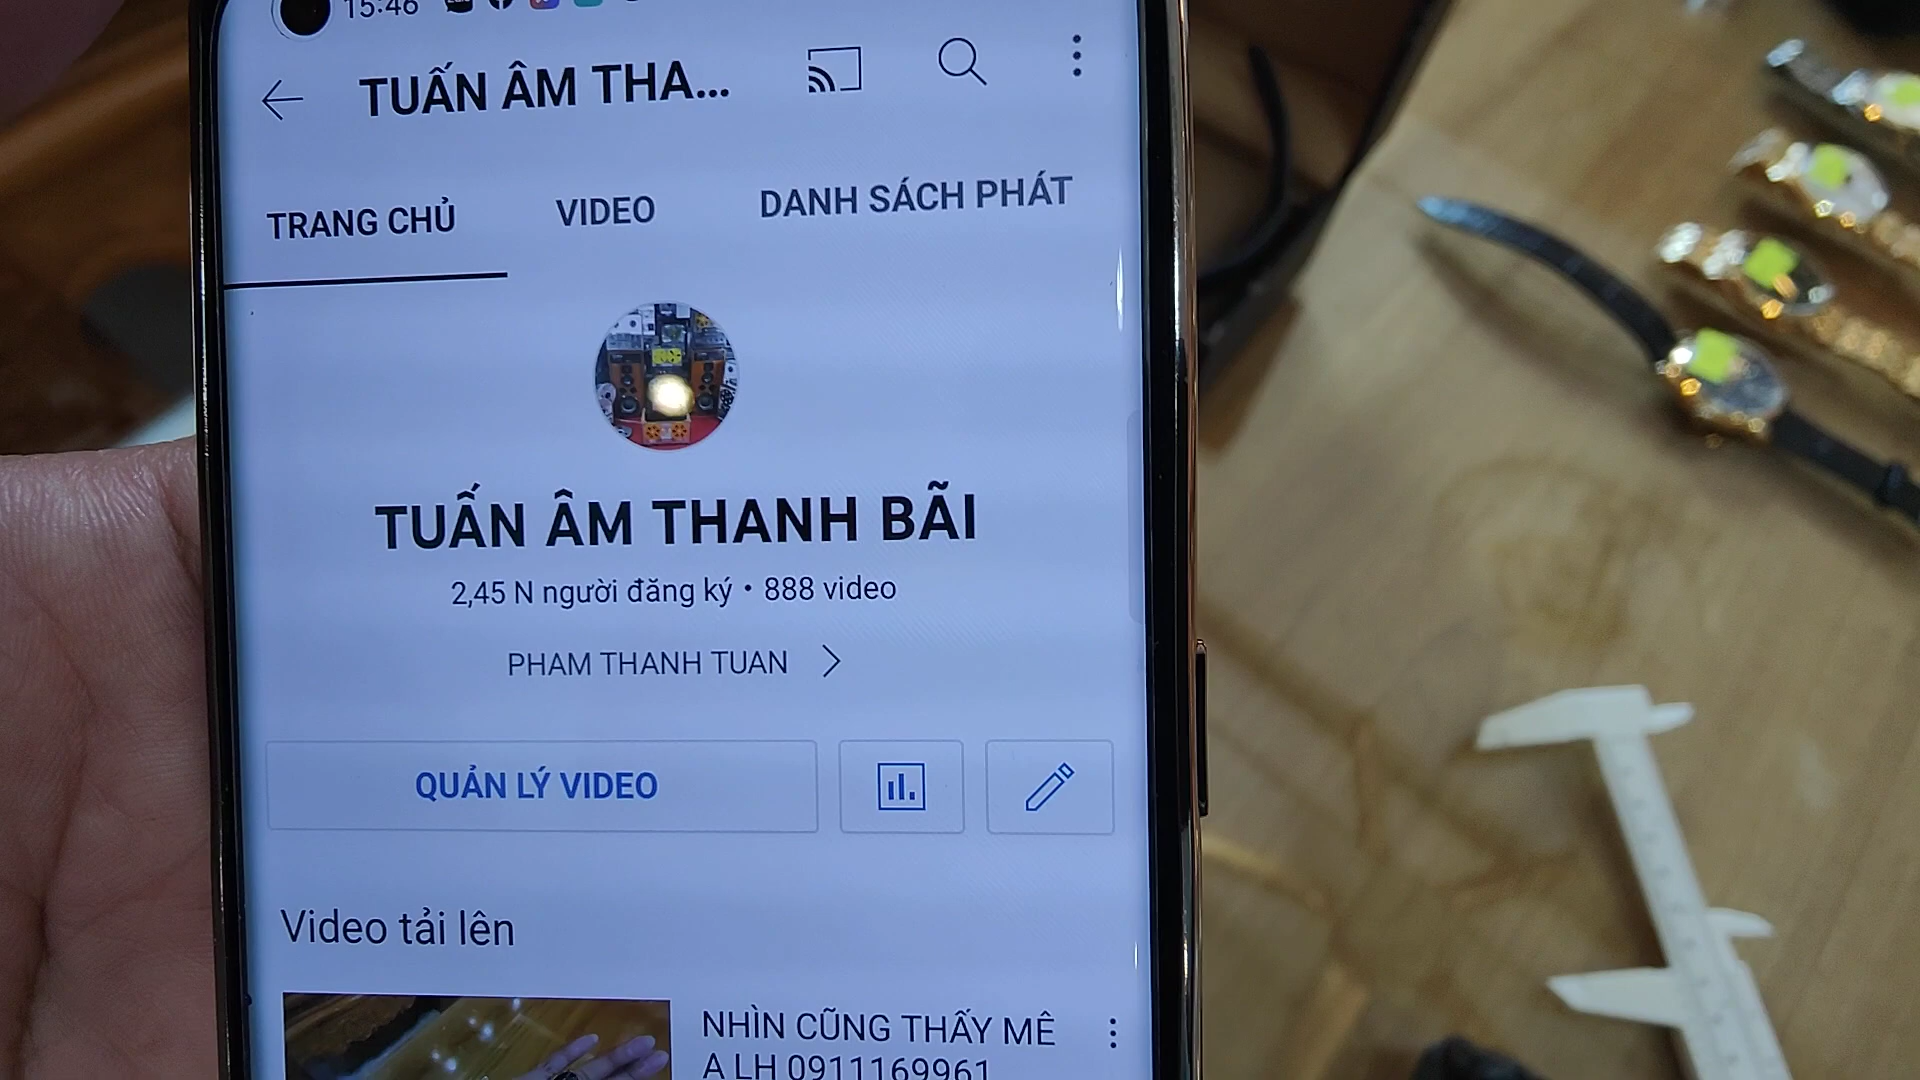 15:46
TUẤN ÂM THA...
TRANG CHỦ
VIDEO
DANH SÁCH PHÁT
TUẤN ÂM THANH BÃI
2,45 N người đăng ký • 888 video
PHAM THANH TUAN
QUẢN LÝ VIDEO
Video tải lên
NHÌN CŨNG THẤY MÊ
A LH 0911169961